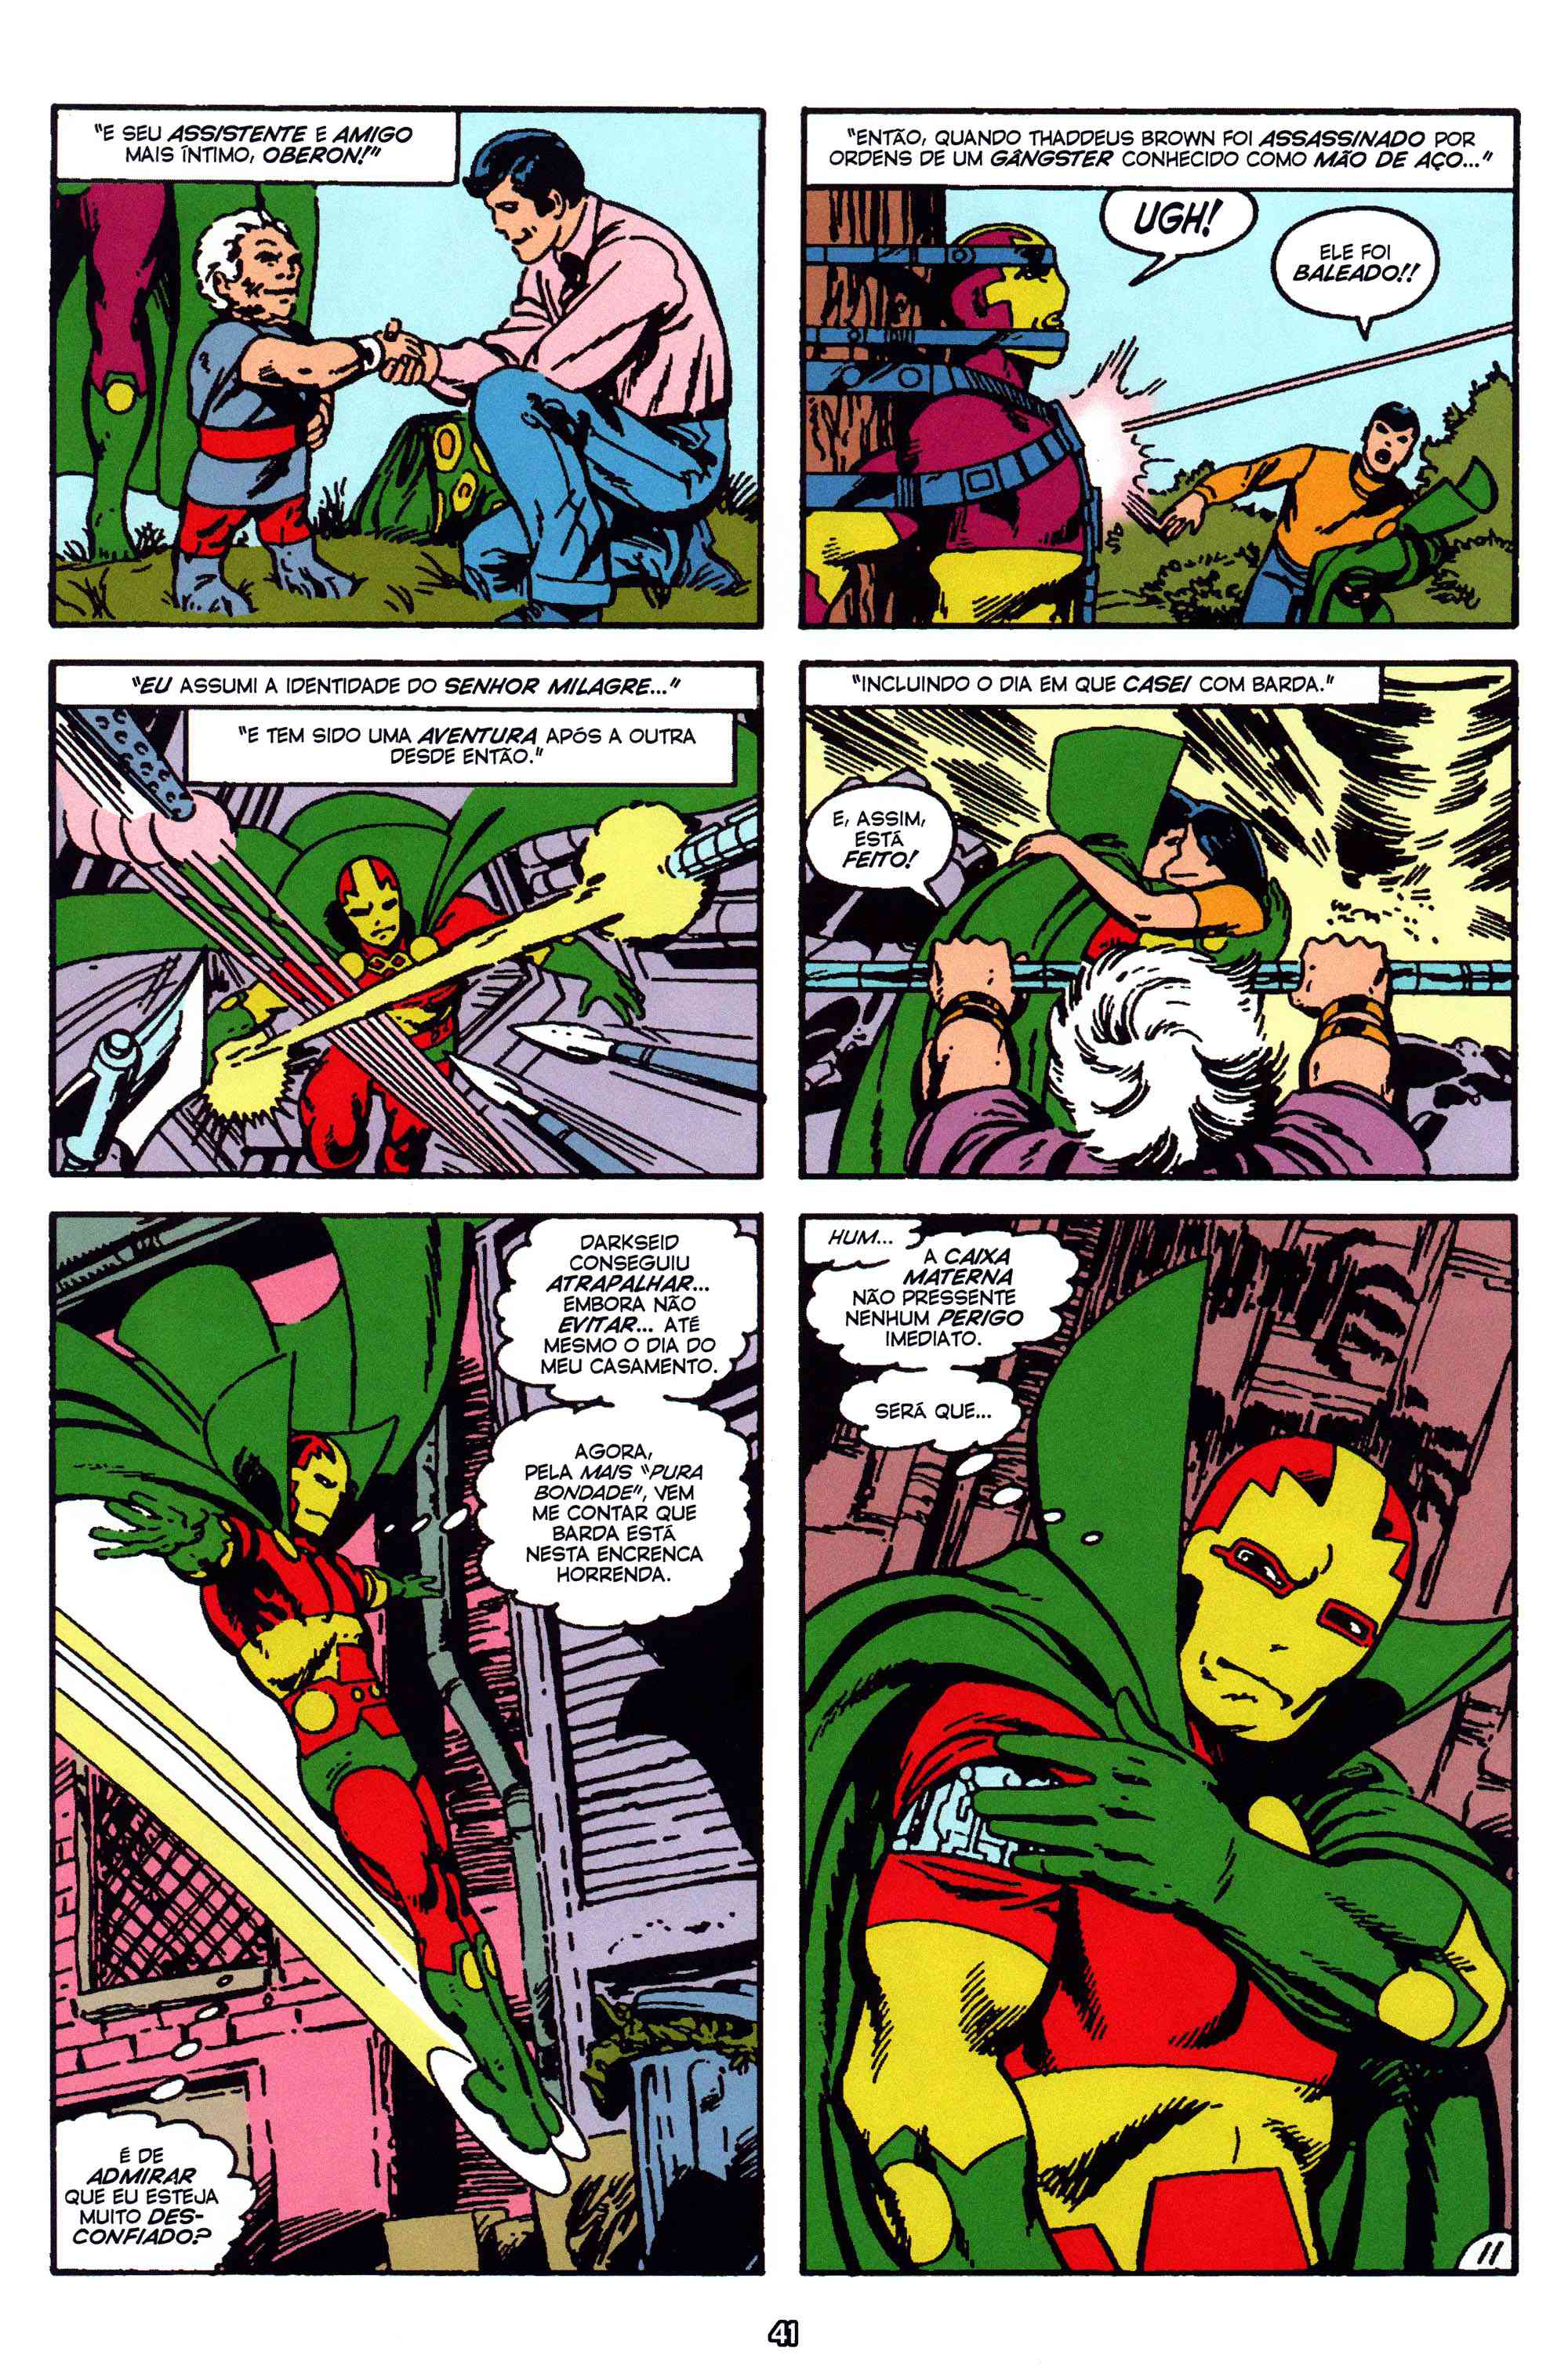 "E SEU ASSISTENTE E AMIGO
MAIS ÍNTIMO, OBERON!"
"ENTÃO, QUANDO THADDEUS BROWN FOI ASSASSINADO POR
ORDENS DE UM GÂNGSTER CONHECIDO COMO MÃO DE AÇO..."
UGH!
ELE FOI
BALEADO!!
"EU ASSUMI A IDENTIDADE DO SENHOR MILAGRE..."
"E TEM SIDO UMA AVENTURA APÓS A OUTRA
DESDE ENTÃO."
"INCLUINDO O DIA EM QUE CASEI COM BARDA."
E, ASSIM,
ESTÁ
FEITO!
DARKSEID
CONSEGUIU
ATRAPALHAR...
EMBORA NÃO
EVITAR... ATÉ
MESMO O DIA DO
MEU CASAMENTO.
AGORA,
PELA MAIS "PURA
BONDADE", VEM
ME CONTAR QUE
BARDA ESTÁ
NESTA ENCRENCA
HORRENDA.
É DE
ADMIRAR
QUE EU ESTEJA
MUITO DES-
CONFIADO?
HUM...
A CAIXA
MATERNA
NÃO PRESSENTE
NENHUM PERIGO
IMEDIATO.
SERÁ QUE...
11
41